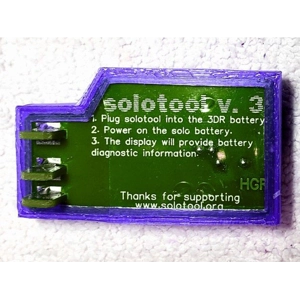 solotool v. 3
1. Plug solotool into the 3DR battery
2. Power on the solo battery.
3. The display will provide battery
diagnostic information.
HGR
Thanks for supporting
www.solotool.org